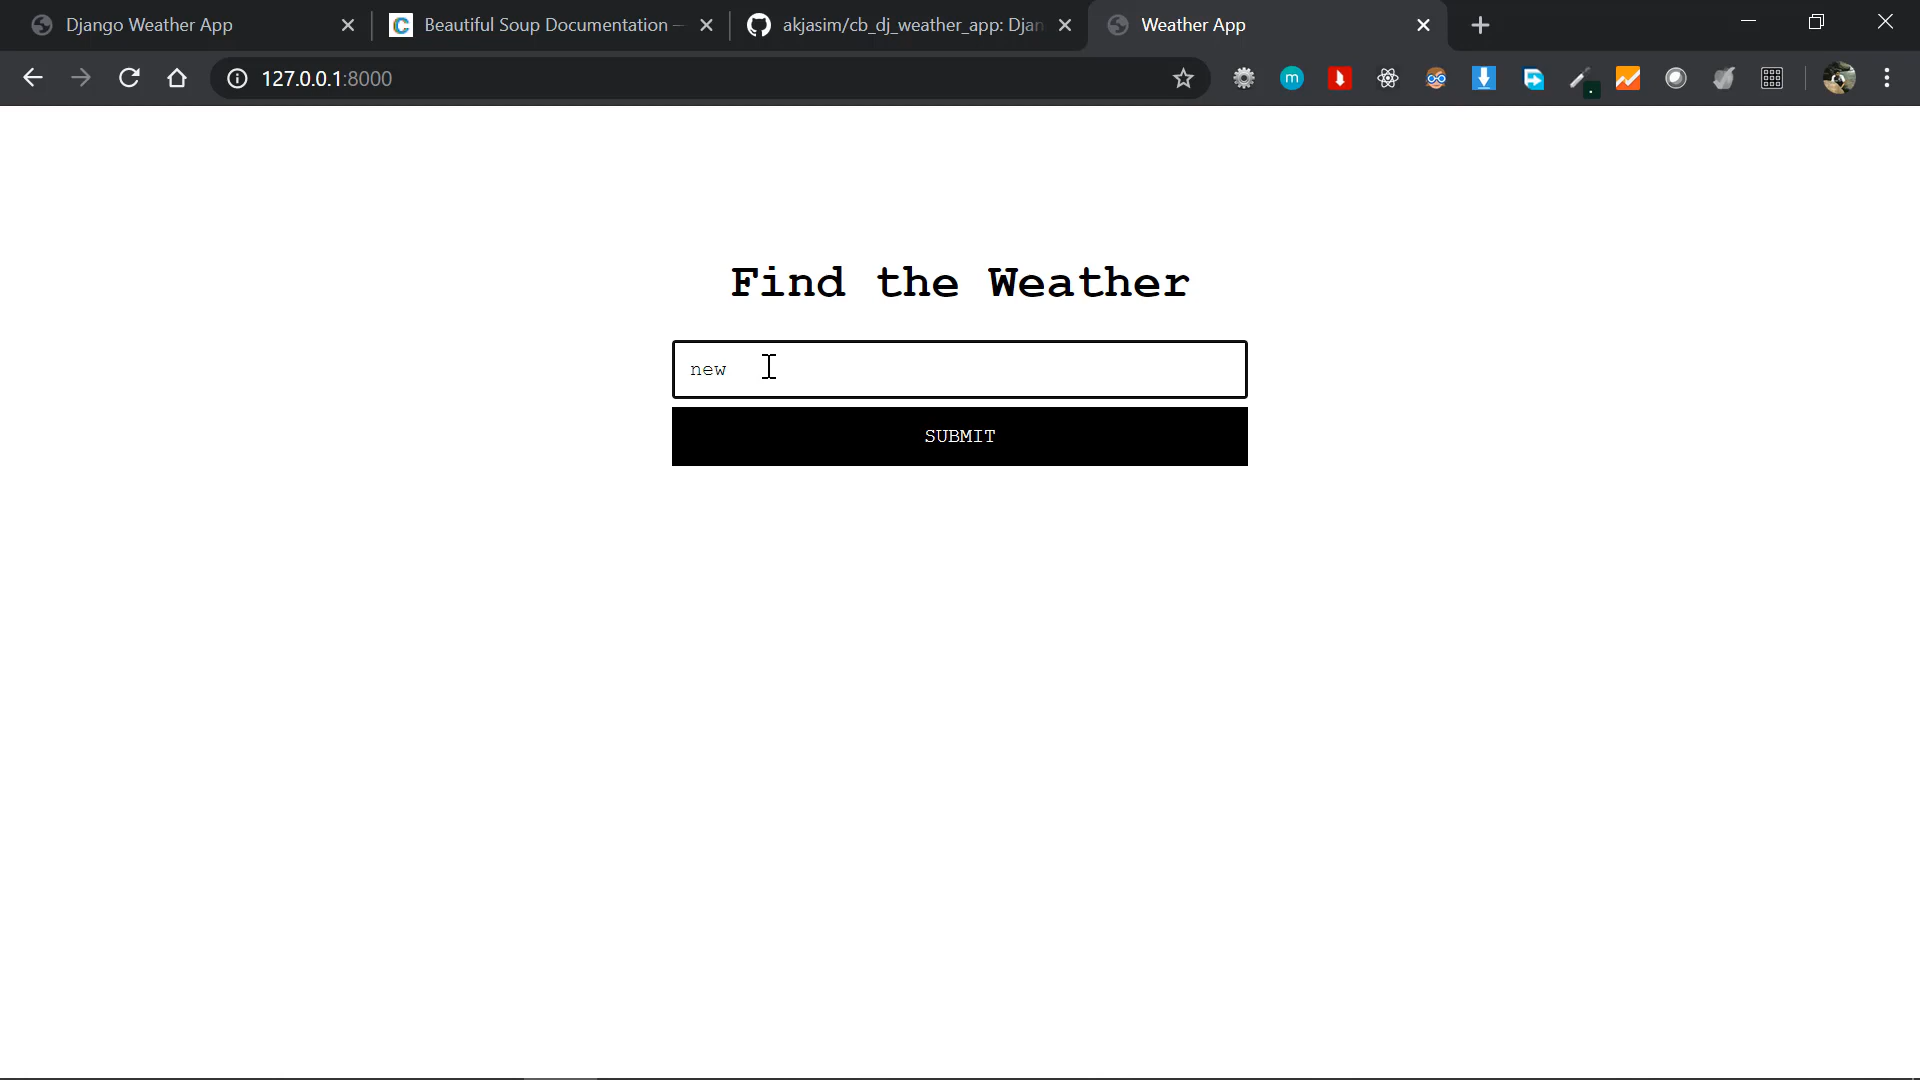 Django Weather App
Beautiful Soup Documentation —
akjasim/cb_dj_weather_app: Djan
Weather App
127.0.0.1:8000
m
Find the Weather
new
SUBMIT